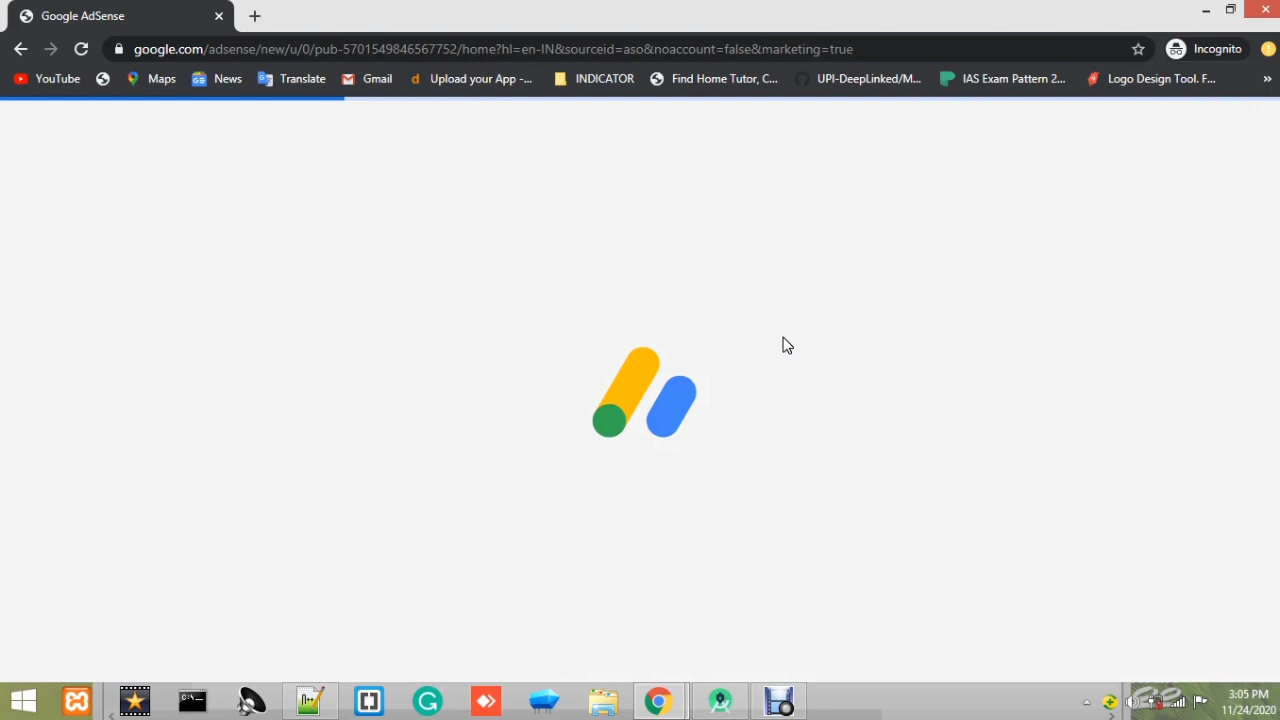 Google AdSense
google.com/adsense/new/u/0/pub-5701549846567752/home?hl=en-IN&sourceid=aso&noaccount=false&marketing=true
Incognito
YouTube Maps News Translate Gmail Upload your App -... INDICATOR Find Home Tutor, C... UPI-DeepLinked/M... IAS Exam Pattern 2... Logo Design Tool. F... »
3:05 PM
11/24/2020